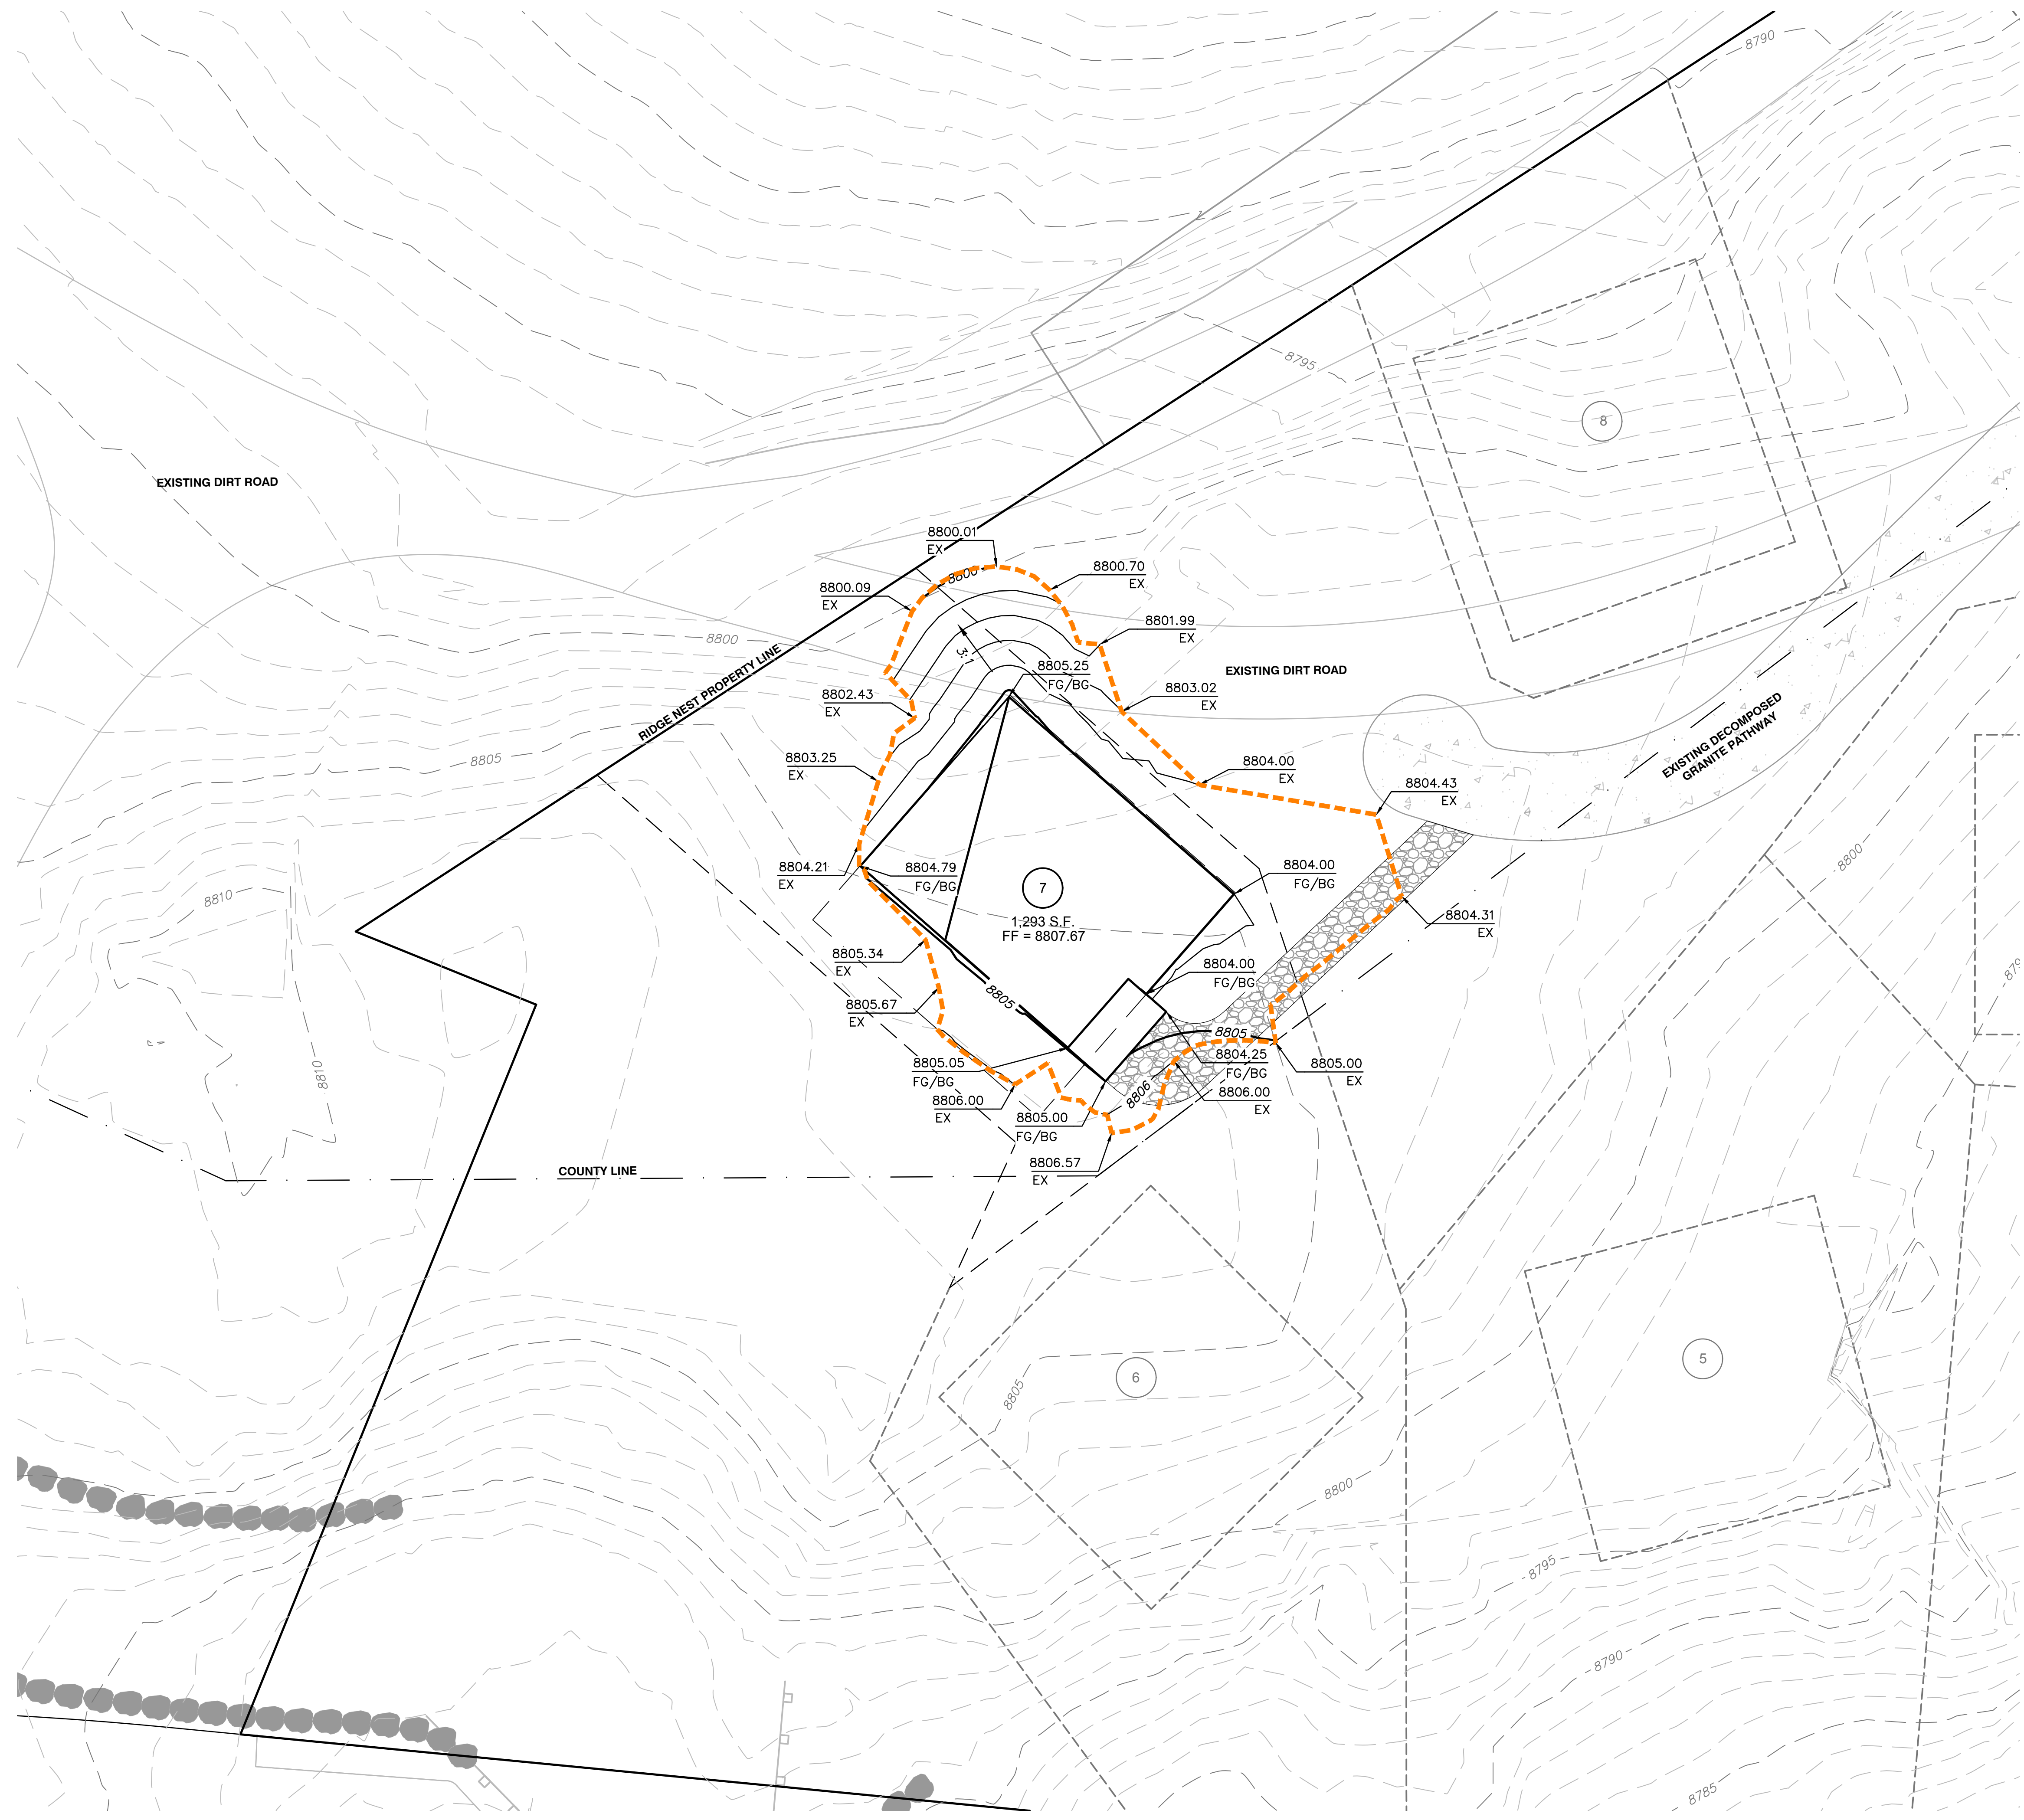 8790
8795
8
EXISTING DIRT ROAD
8800.01
EX
8800
8800.70
EX
8800.09
EX
8801.99
EX
8800
3:1
RIDGE NEST PROPERTY LINE
8805.25
FG/BG
EXISTING DIRT ROAD
8802.43
EX
8803.02
EX
EXISTING DECOMPOSED
GRANITE PATHWAY
8805
8803.25
EX
8804.00
EX
8804.43
EX
8800
8804.21
EX
8804.79
FG/BG
8804.00
FG/BG
7
1,293 S.F.
FF = 8807.67
8810
8804.31
EX
8805.34
EX
8804.00
FG/BG
8805
8805.67
EX
8805
8810
8805.05
FG/BG
8804.25
FG/BG
8805.00
EX
8806
8806.00
EX
8806.00
EX
8805.00
FG/BG
8806.57
EX
COUNTY LINE
5
6
8805
8800
8795
8790
8785